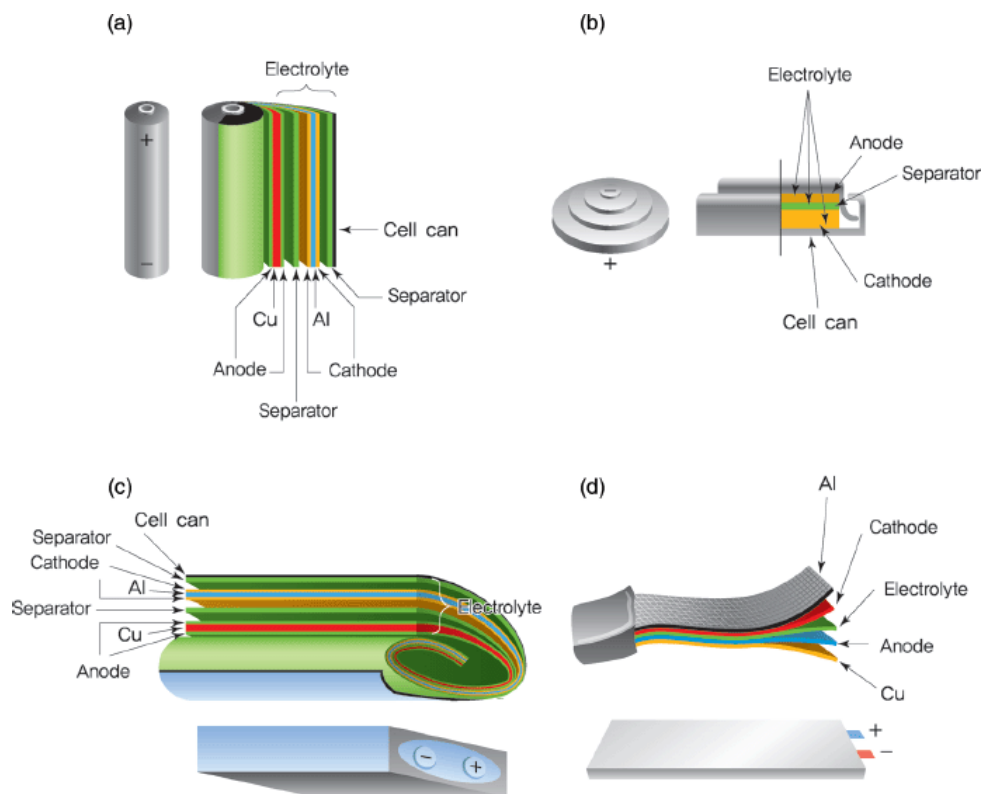 (a)
Electrolyte
+
−
Cell can
Separator
Cu
Al
Anode
Cathode
Separator
(b)
Electrolyte
Anode
Separator
−
+
Cathode
Cell can
(c)
Cell can
Separator
Cathode
Al
Separator
Electrolyte
Cu
Anode
−
+
(d)
Al
Cathode
Electrolyte
Anode
Cu
+
−